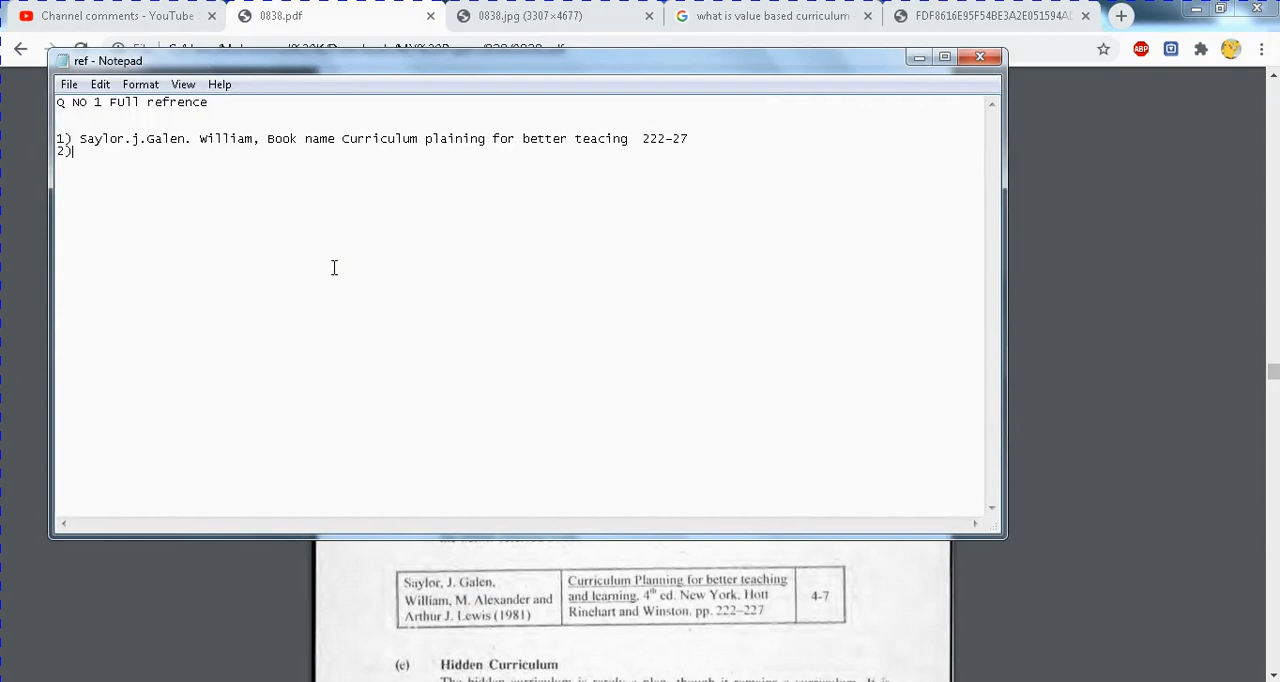 Channel comments - YouTube
0838.pdf
0838.jpg (3307×4677)
what is value based curriculum
FDF8616E95F54BE3A2E051594A
ABP
ref - Notepad
File Edit Format View Help
Q NO 1 Full refrence
1) Saylor.j.Galen. William, Book name Curriculum plaining for better teacing 222-27
2)
Saylor, J. Galen, William, M. Alexander and Arthur J. Lewis (1981)
Curriculum Planning for better teaching and learning, 4th ed. New York, Hott Rinehart and Winston, pp. 222–227
4-7
(e) Hidden Curriculum